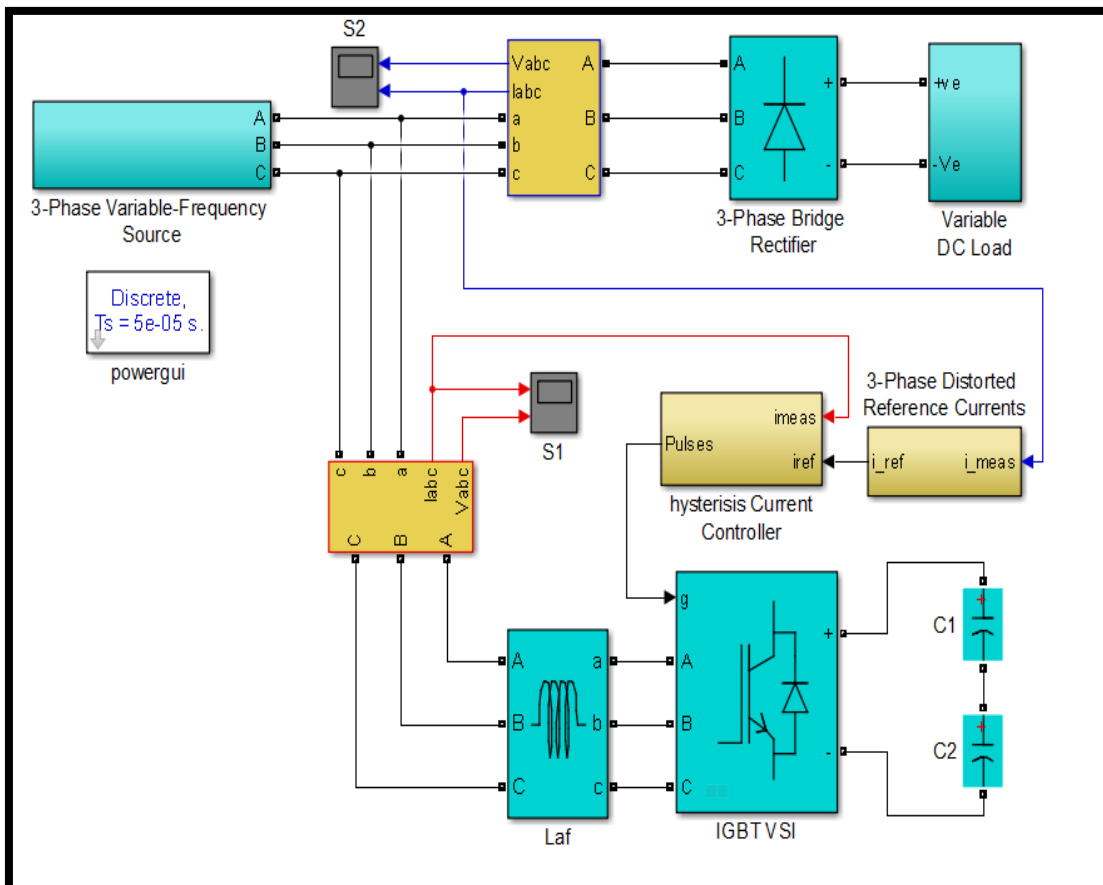 S2
Vabc
Iabc
a
b
c
A
B
C
A
B
C
A
B
C
+
-
+ve
-Ve
3-Phase Variable-Frequency
Source
3-Phase Bridge
Rectifier
Variable
DC Load
Discrete,
Ts = 5e-05 s.
powergui
S1
3-Phase Distorted
Reference Currents
imeas
Pulses
iref
i_ref
i_meas
hysterisis Current
Controller
c
b
a
Iabc
Vabc
C
B
A
g
A
B
C
a
b
c
A
B
C
+
-
+
C1
+
C2
Laf
IGBT VSI